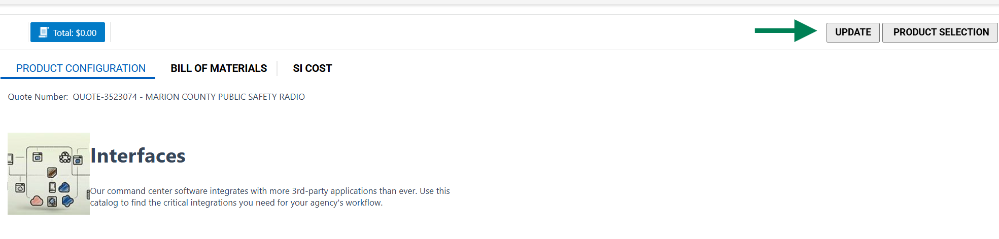 Total: $0.00
UPDATE
PRODUCT SELECTION
PRODUCT CONFIGURATION
BILL OF MATERIALS
SI COST
Quote Number: QUOTE-3523074 - MARION COUNTY PUBLIC SAFETY RADIO
Interfaces
Our command center software integrates with more 3rd-party applications than ever. Use this
catalog to find the critical integrations you need for your agency's workflow.